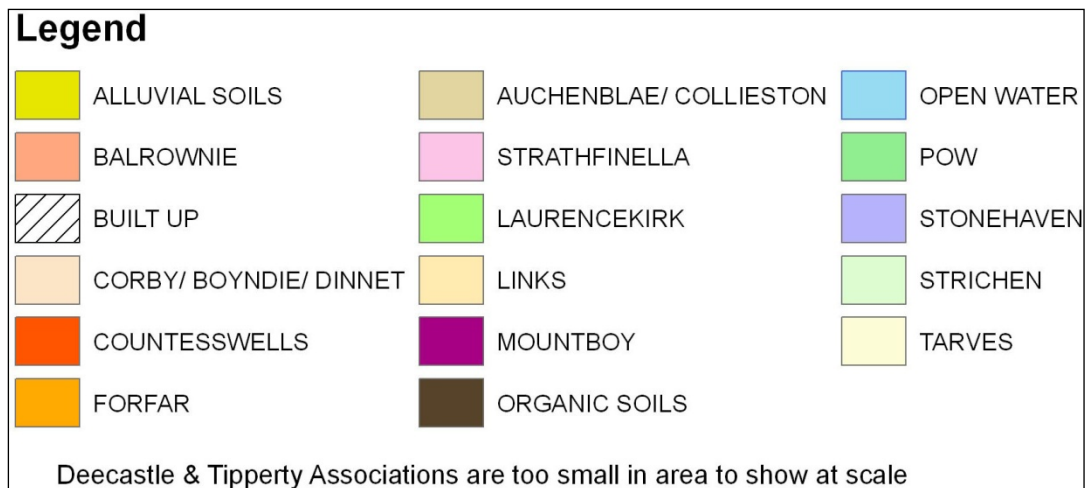 Legend
ALLUVIAL SOILS
BALROWNIE
BUILT UP
CORBY/ BOYNDIE/ DINNET
COUNTESSWELLS
FORFAR
AUCHENBLAE/ COLLIESTON
STRATHFINELLA
LAURENCEKIRK
LINKS
MOUNTBOY
ORGANIC SOILS
OPEN WATER
POW
STONEHAVEN
STRICHEN
TARVES
Deecastle & Tipperty Associations are too small in area to show at scale